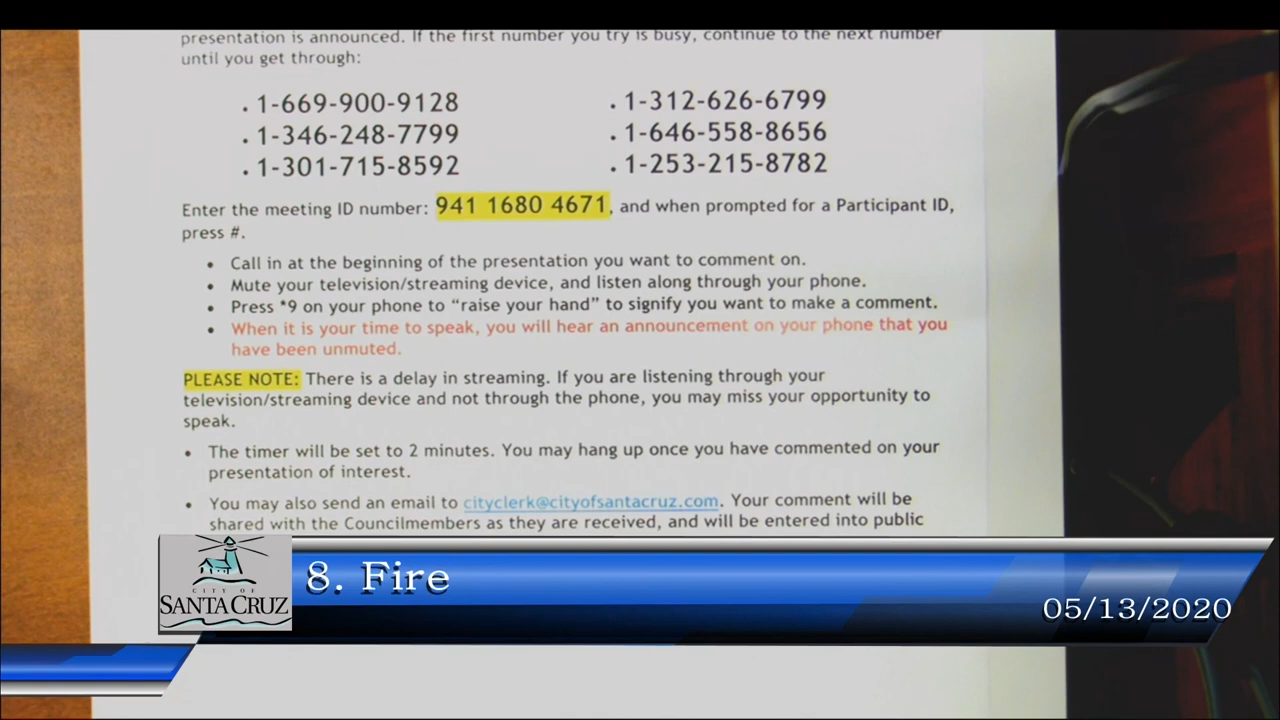 presentation is announced. If the first number you try is busy, continue to the next number
until you get through:
. 1-669-900-9128
. 1-312-626-6799
. 1-346-248-7799
. 1-646-558-8656
. 1-301-715-8592
. 1-253-215-8782
Enter the meeting ID number: 941 1680 4671, and when prompted for a Participant ID,
press #.
• Call in at the beginning of the presentation you want to comment on.
• Mute your television/streaming device, and listen along through your phone.
• Press *9 on your phone to “raise your hand” to signify you want to make a comment.
• When it is your time to speak, you will hear an announcement on your phone that you
have been unmuted.
PLEASE NOTE: There is a delay in streaming. If you are listening through your
television/streaming device and not through the phone, you may miss your opportunity to
speak.
• The timer will be set to 2 minutes. You may hang up once you have commented on your
presentation of interest.
• You may also send an email to cityclerk@cityofsantacruz.com. Your comment will be
shared with the Councilmembers as they are received, and will be entered into public
CITY OF
SANTA CRUZ
8. Fire
05/13/2020